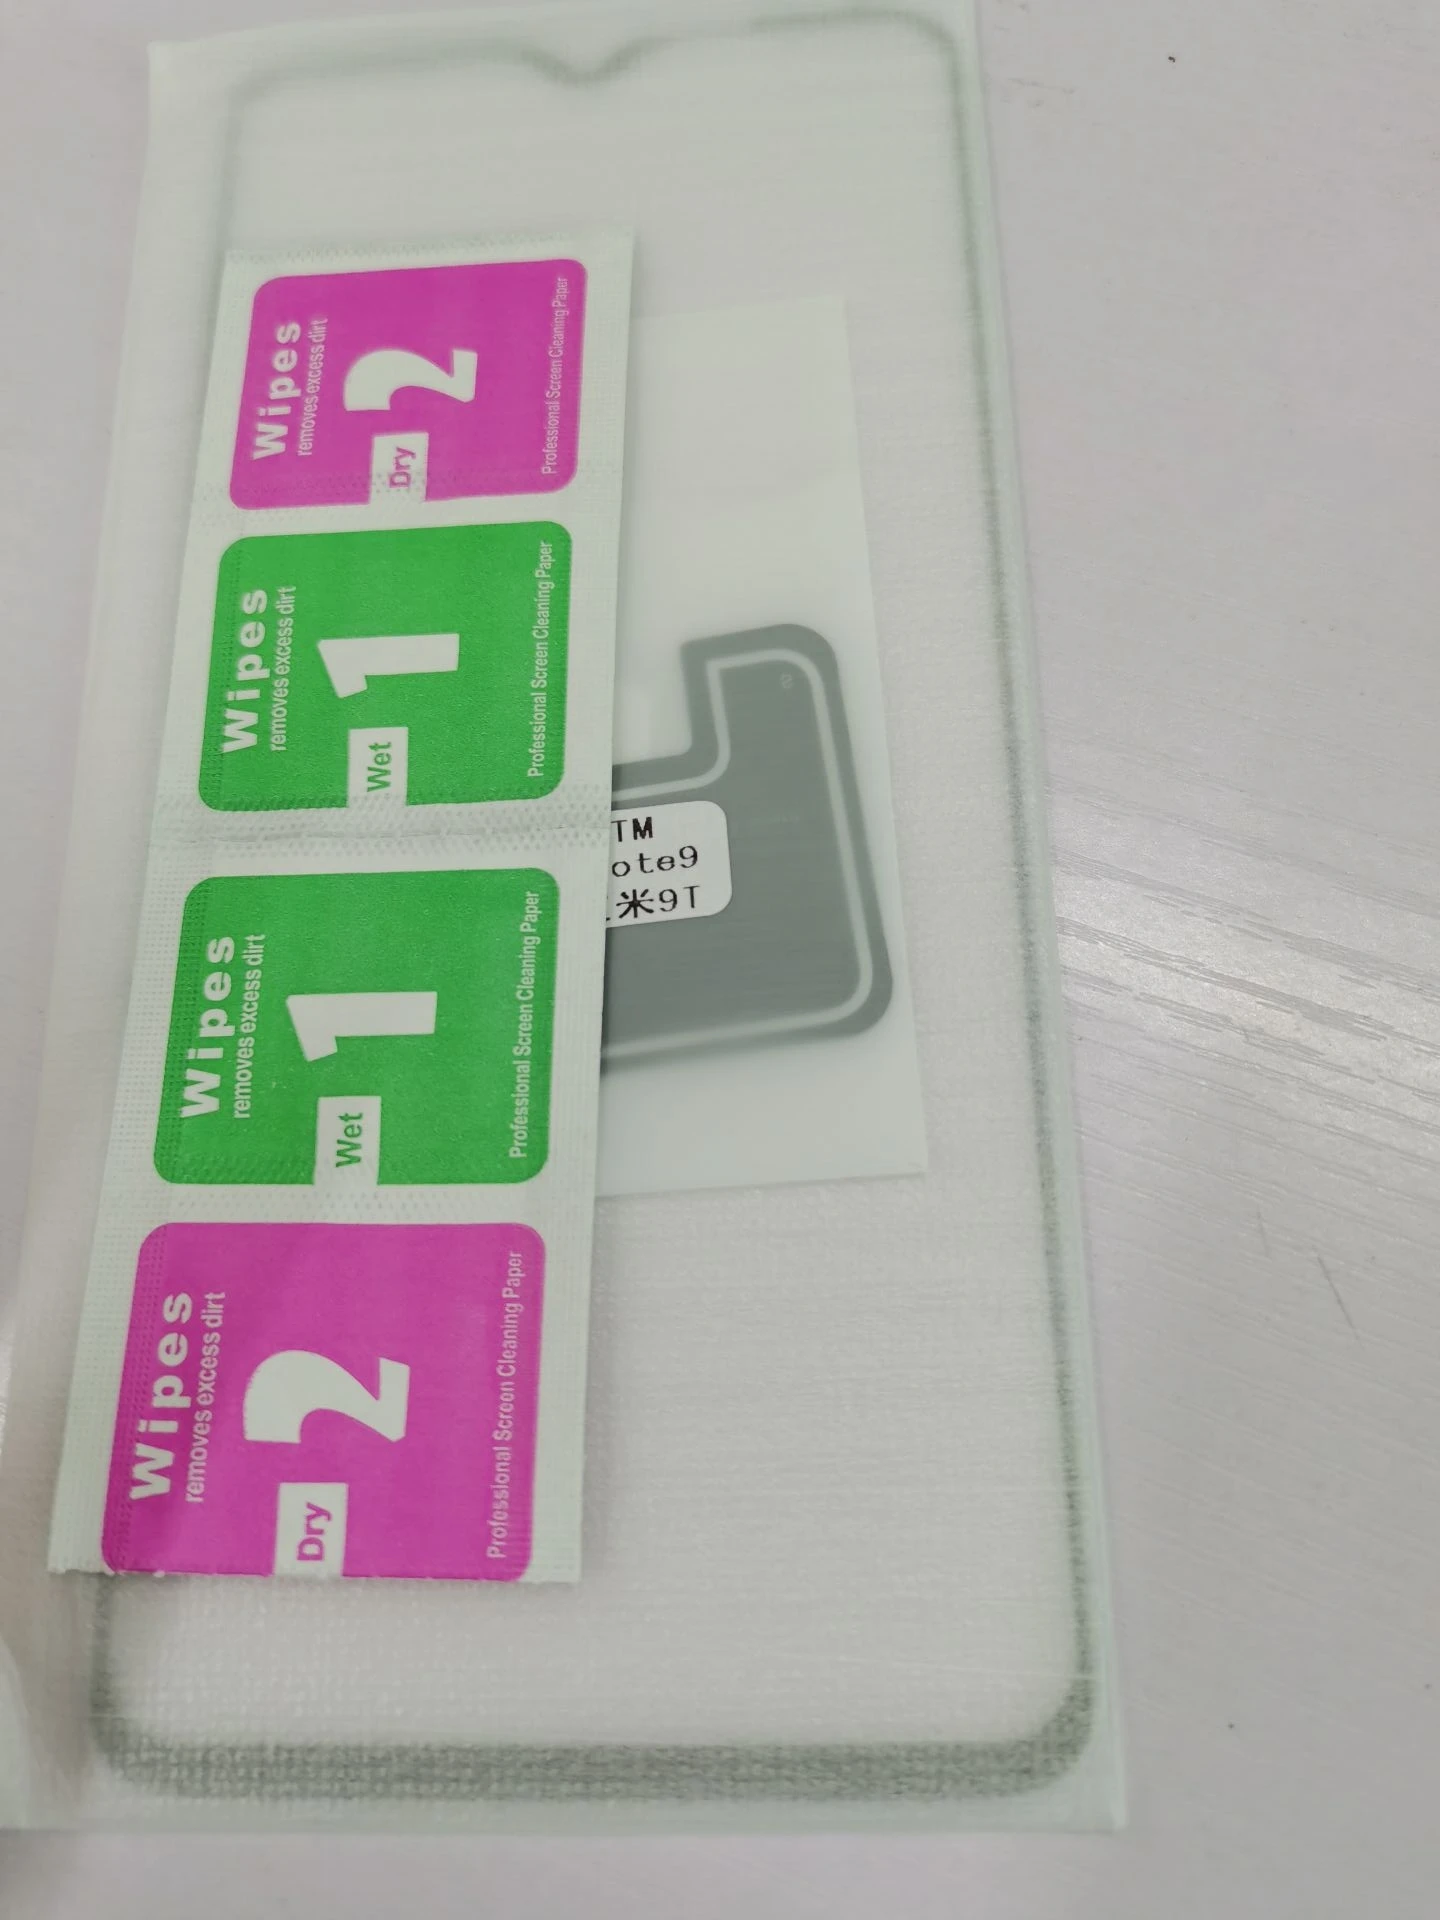 Wipes
removes excess dirt
2
Dry
Professional Screen Cleaning Paper
Wipes
removes excess dirt
1
Wet
Professional Screen Cleaning Paper
TM
ote9
米9T
Wipes
removes excess dirt
1
Wet
Professional Screen Cleaning Paper
Wipes
removes excess dirt
2
Dry
Professional Screen Cleaning Paper